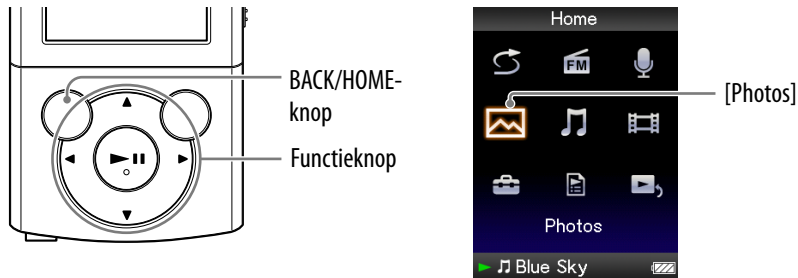 BACK/HOME-
knop
Functieknop
Home
FM
[Photos]
Photos
Blue Sky